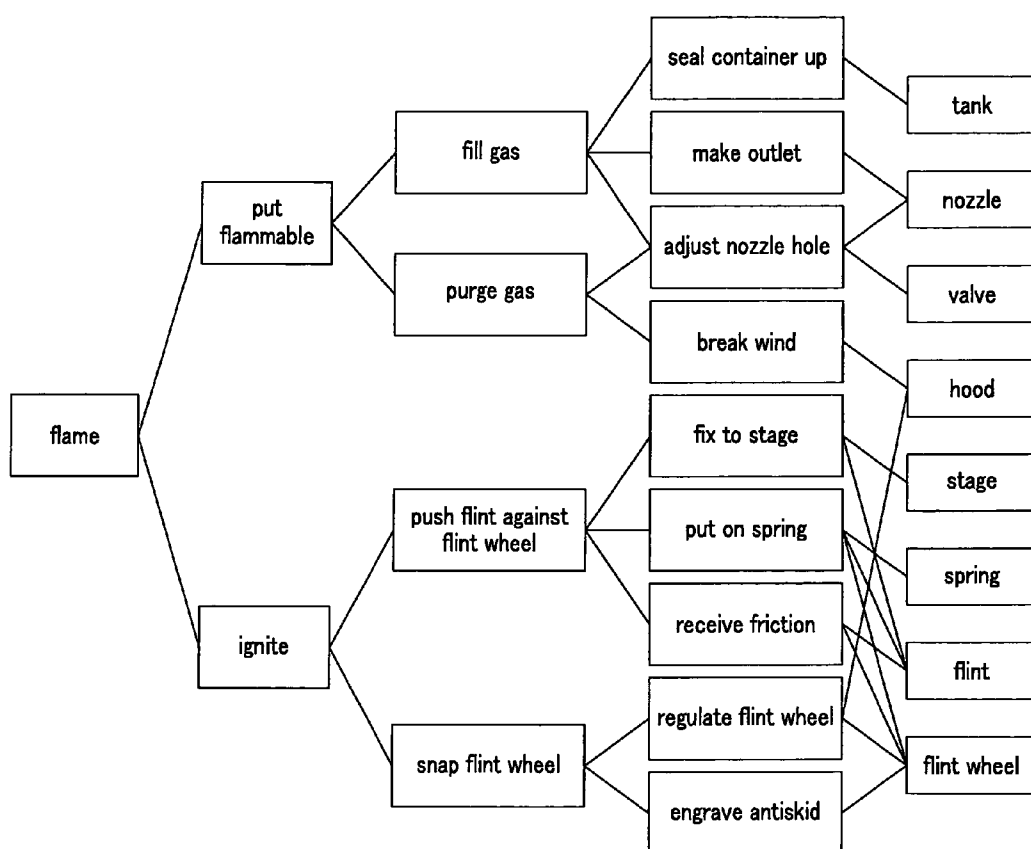 flame
put
flammable
ignite
fill gas
purge gas
push flint against
flint wheel
snap flint wheel
seal container up
make outlet
adjust nozzle hole
break wind
fix to stage
put on spring
receive friction
regulate flint wheel
engrave antiskid
tank
nozzle
valve
hood
stage
spring
flint
flint wheel